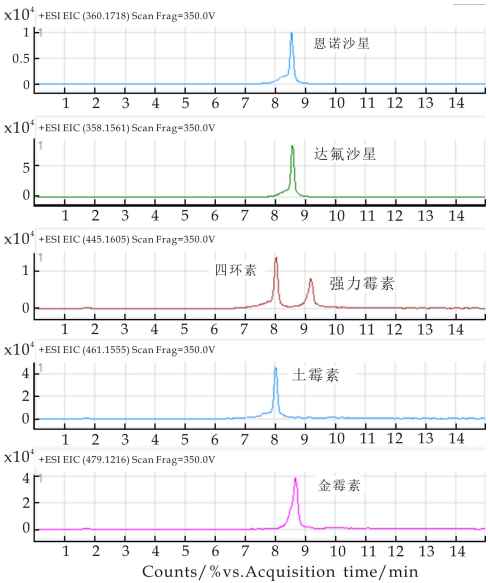 x10⁴ +ESI EIC (360.1718) Scan Frag=350.0V
1
1
恩诺沙星
0.5
0
1 2 3 4 5 6 7 8 9 10 11 12 13 14
x10⁴ +ESI EIC (358.1561) Scan Frag=350.0V
1
达氟沙星
5
0
1 2 3 4 5 6 7 8 9 10 11 12 13 14
x10⁴ +ESI EIC (445.1605) Scan Frag=350.0V
1
四环素
1
强力霉素
0
1 2 3 4 5 6 7 8 9 10 11 12 13 14
x10⁴ +ESI EIC (461.1555) Scan Frag=350.0V
1
4
土霉素
2
0
1 2 3 4 5 6 7 8 9 10 11 12 13 14
x10⁴ +ESI EIC (479.1216) Scan Frag=350.0V
4
1
金霉素
2
0
1 2 3 4 5 6 7 8 9 10 11 12 13 14
Counts/%vs.Acquisition time/min